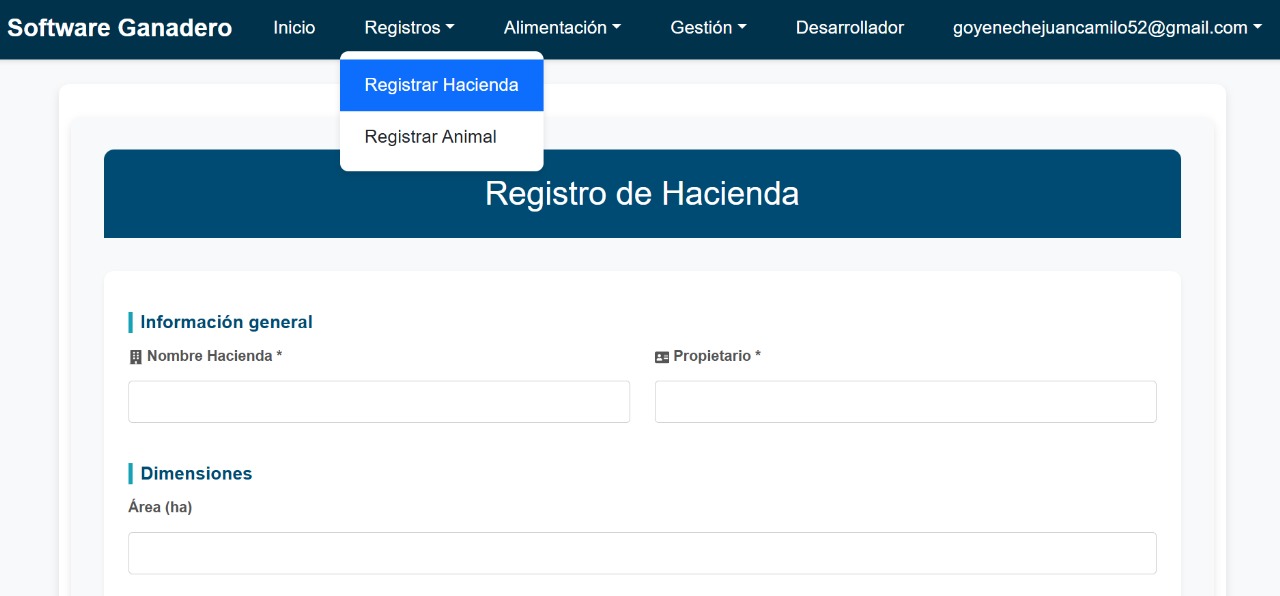 Software Ganadero Inicio Registros Alimentación Gestión Desarrollador goyenechejuancamilo52@gmail.com
Registrar Hacienda
Registrar Animal
Registro de Hacienda
Información general
Nombre Hacienda * Propietario *
Dimensiones
Área (ha)